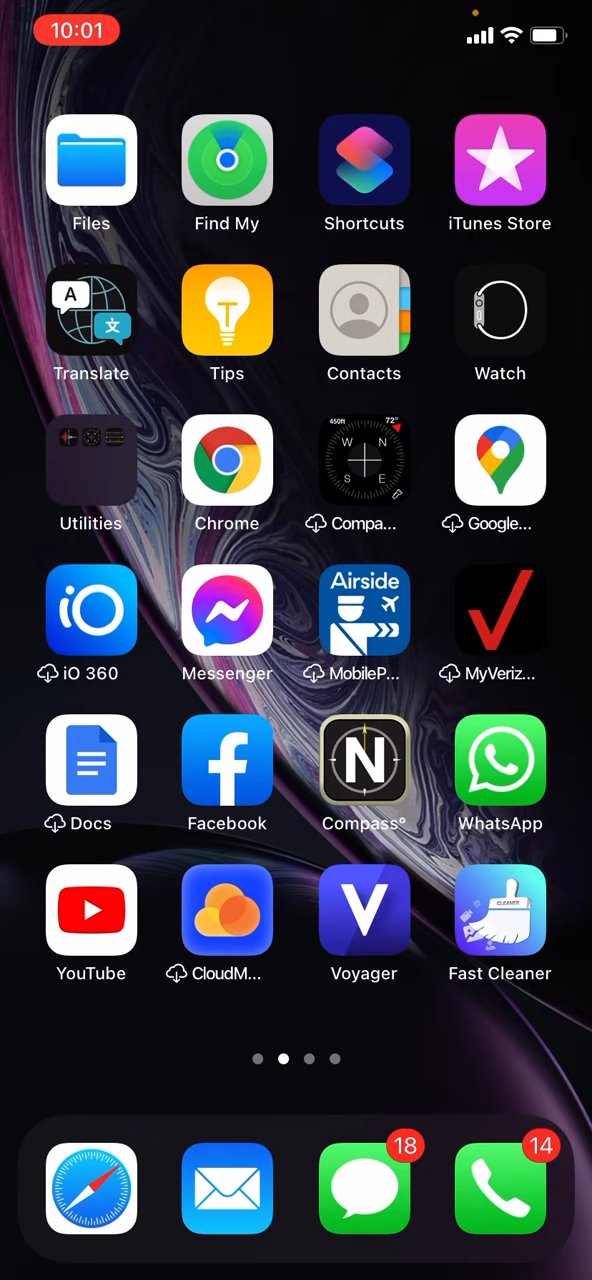 10:01
Files
Find My
Shortcuts
iTunes Store
A
文
Translate
T
Tips
Contacts
Watch
450ft 72°
W N
S E
Utilities
Chrome
Compa...
Google...
iO
Airside
iO 360
Messenger
MobileP...
MyVeriz...
f
N
Docs
Facebook
Compass°
WhatsApp
V
CLEANER
YouTube
CloudM...
Voyager
Fast Cleaner
18
14